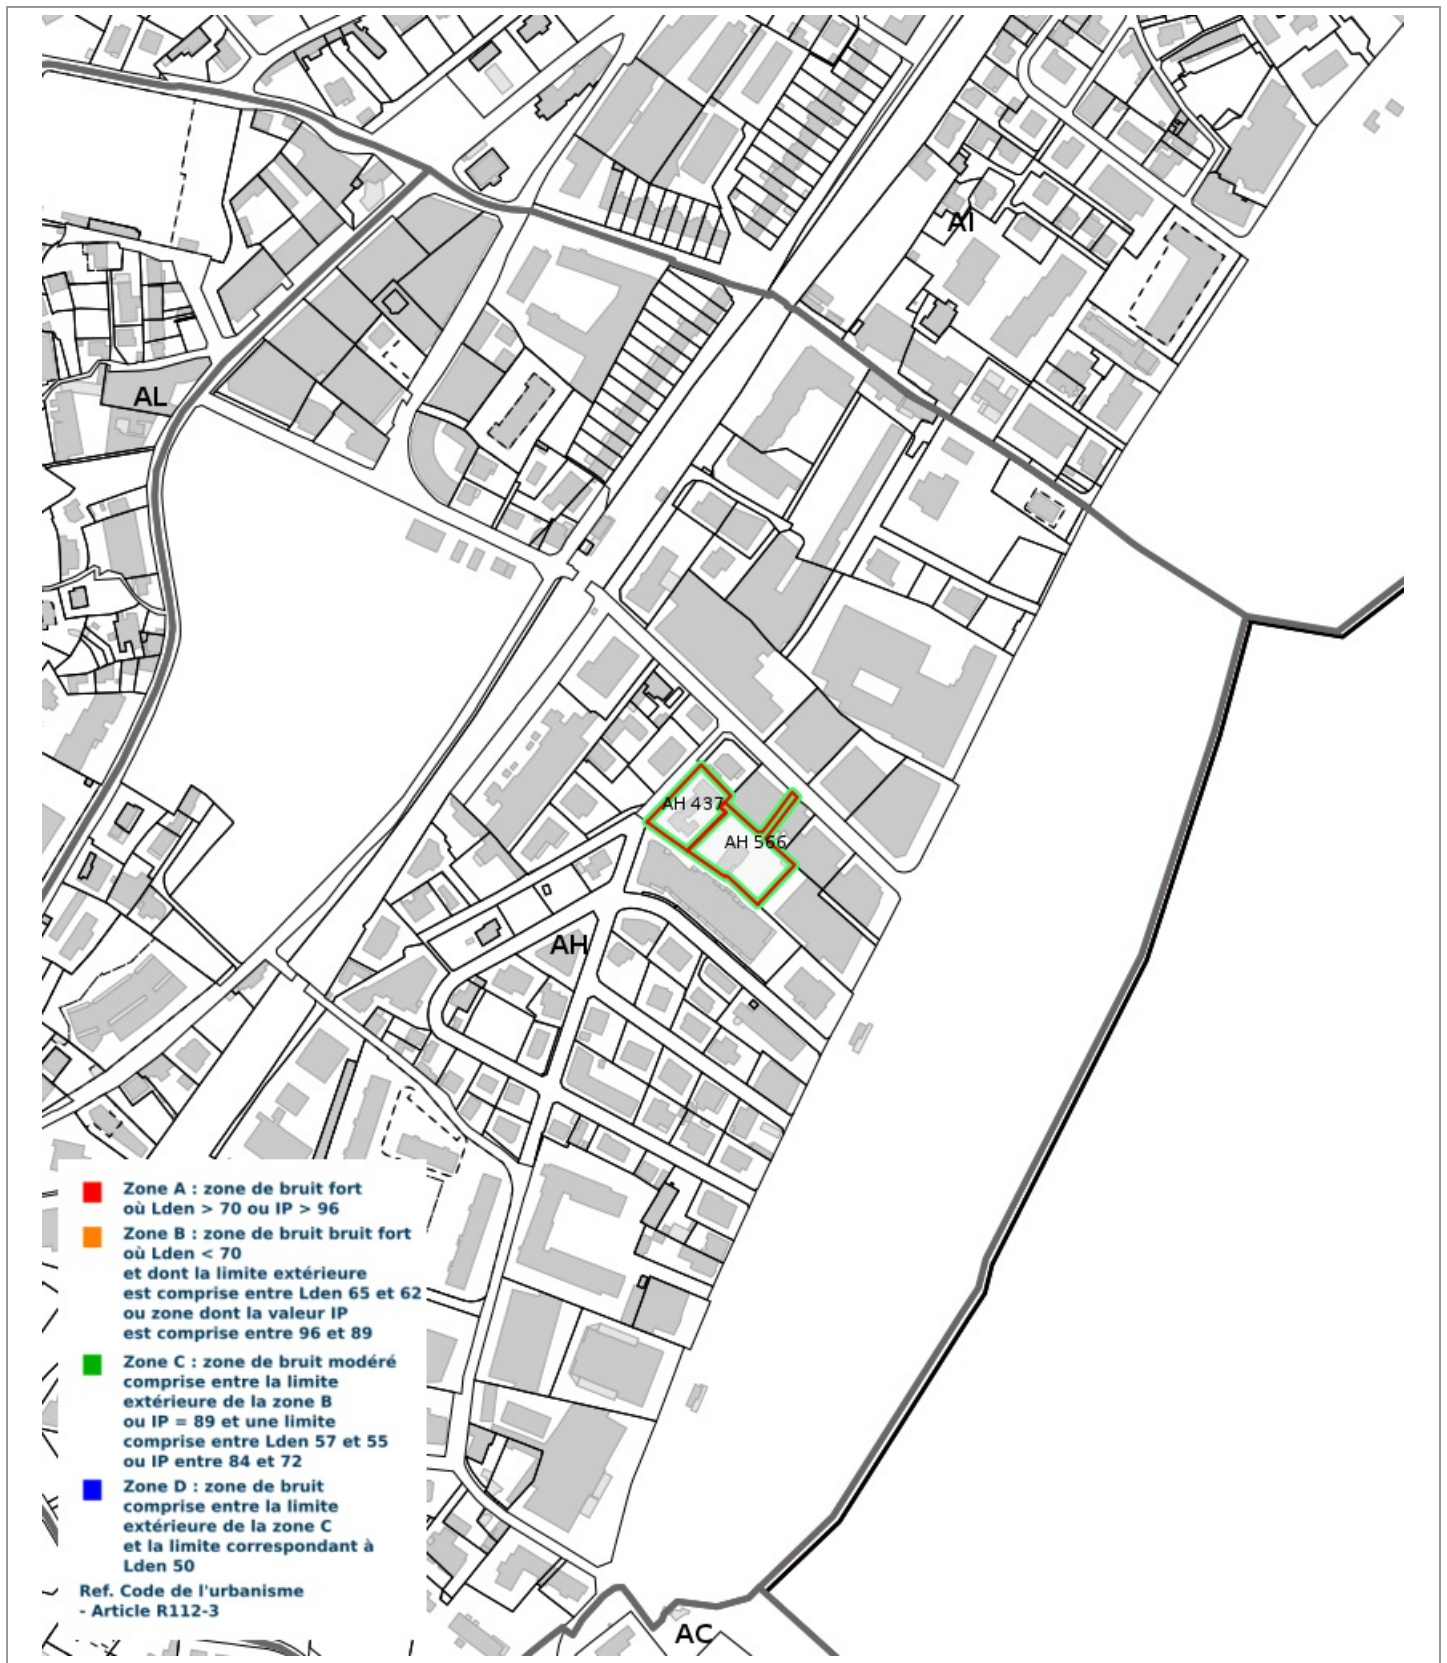 AI
AL
AH 437
AH 566
AH
Zone A : zone de bruit fort
où Lden > 70 ou IP > 96
Zone B : zone de bruit bruit fort
où Lden < 70
et dont la limite extérieure
est comprise entre Lden 65 et 62
ou zone dont la valeur IP
est comprise entre 96 et 89
Zone C : zone de bruit modéré
comprise entre la limite
extérieure de la zone B
ou IP = 89 et une limite
comprise entre Lden 57 et 55
ou IP entre 84 et 72
Zone D : zone de bruit
comprise entre la limite
extérieure de la zone C
et la limite correspondant à
Lden 50
Ref. Code de l'urbanisme
- Article R112-3
AC